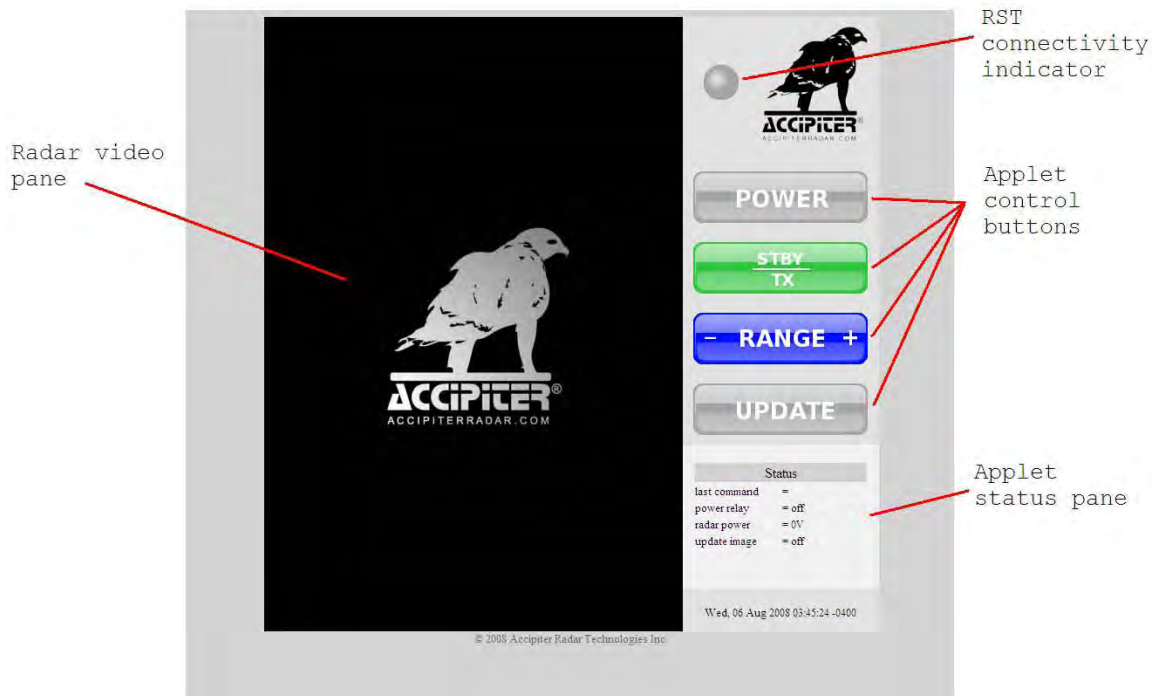 RST
connectivity
indicator
ACCIPITER®
ACCIPITERRADAR.COM
Radar video
pane
POWER
Applet
control
buttons
STBY
TX
- RANGE +
ACCIPITER®
ACCIPITERRADAR.COM
UPDATE
Status
last command =
power relay = off
radar power = 0V
update image = off
Applet
status pane
Wed, 06 Aug 2008 03:45:24 -0400
© 2008 Accipiter Radar Technologies Inc.